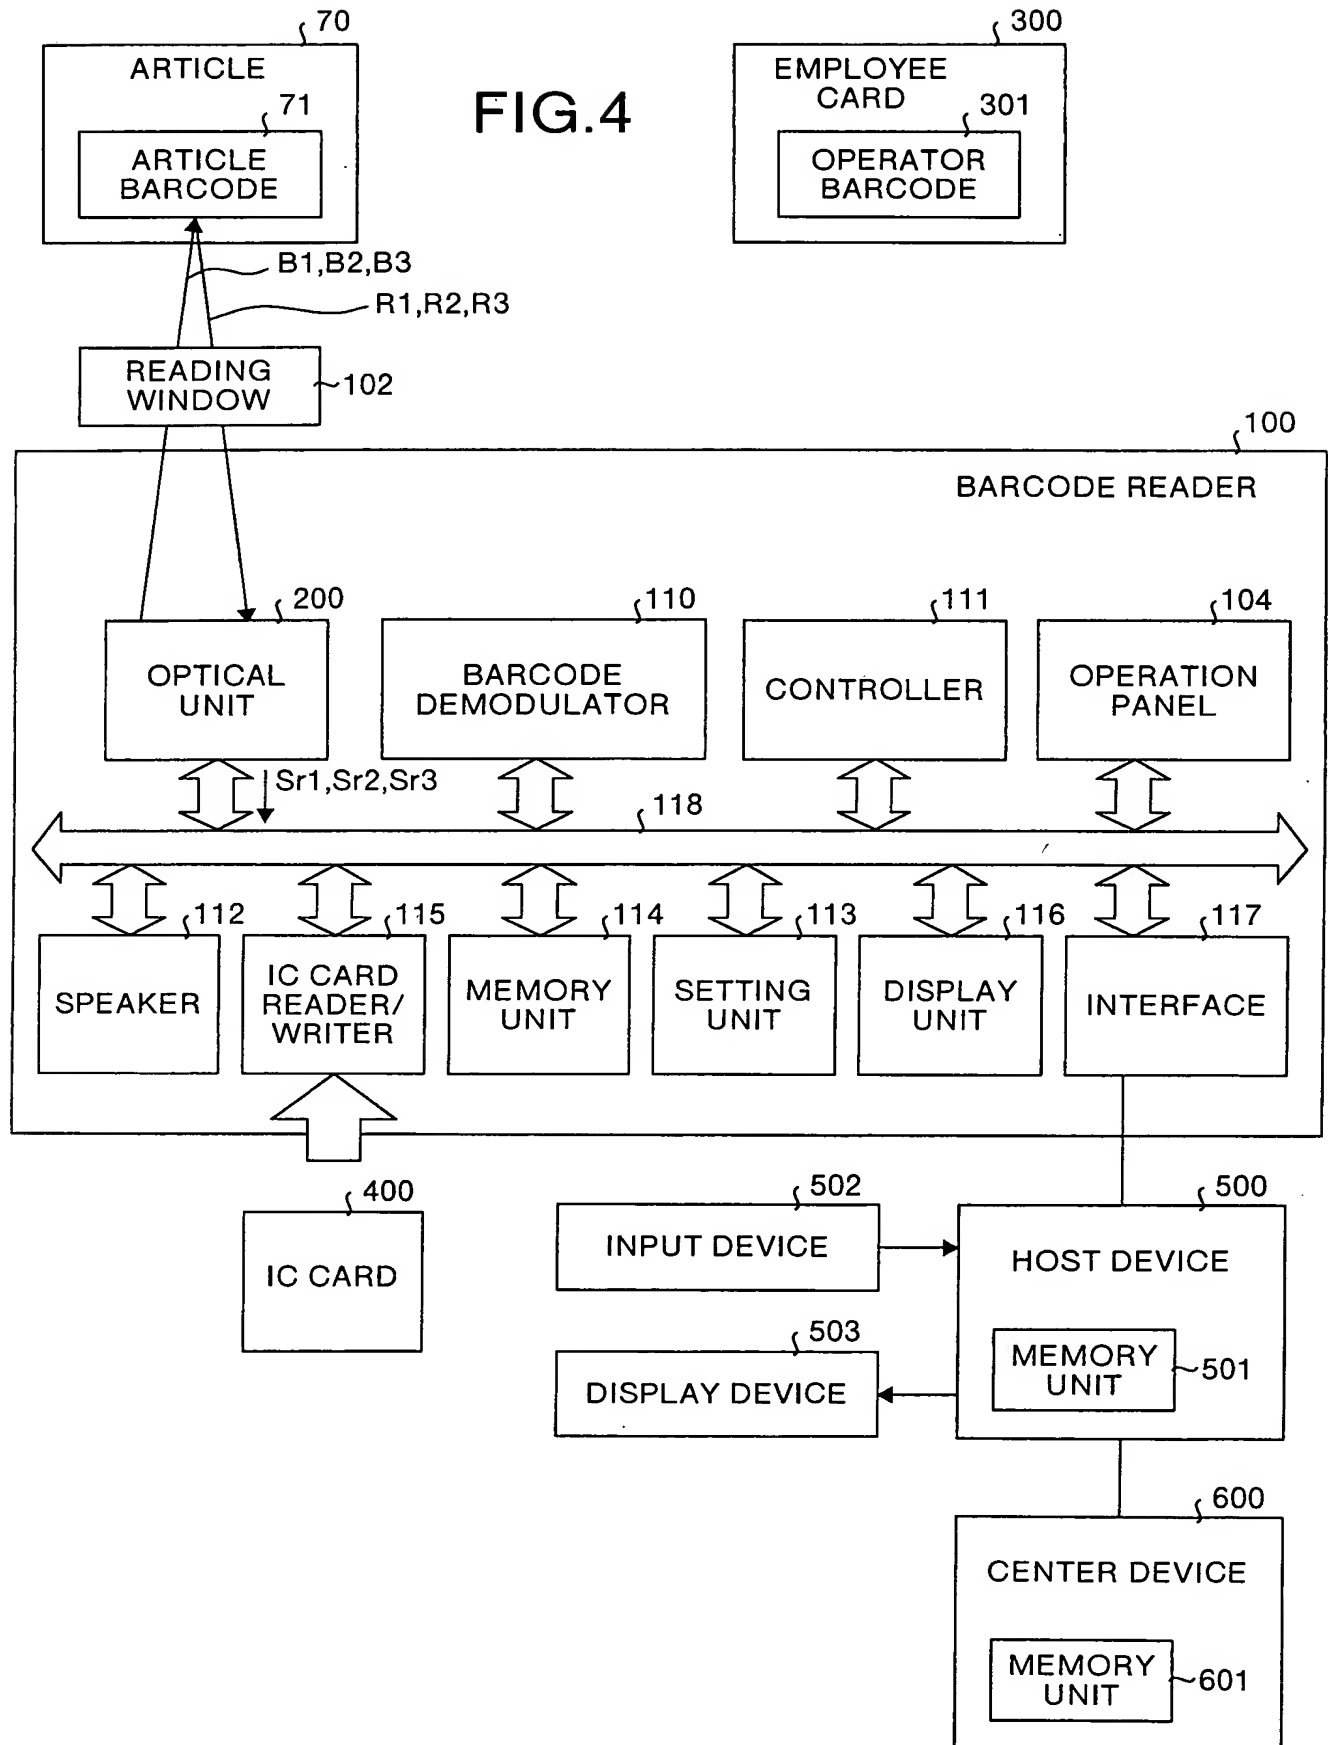 70
ARTICLE
71
ARTICLE
BARCODE
FIG.4
300
EMPLOYEE
CARD
301
OPERATOR
BARCODE
B1,B2,B3
R1,R2,R3
READING
WINDOW
102
100
BARCODE READER
200
OPTICAL
UNIT
110
BARCODE
DEMODULATOR
111
CONTROLLER
104
OPERATION
PANEL
Sr1,Sr2,Sr3
118
112
SPEAKER
115
IC CARD
READER/
WRITER
114
MEMORY
UNIT
113
SETTING
UNIT
116
DISPLAY
UNIT
117
INTERFACE
400
IC CARD
502
INPUT DEVICE
503
DISPLAY DEVICE
500
HOST DEVICE
MEMORY
UNIT
501
600
CENTER DEVICE
MEMORY
UNIT
601